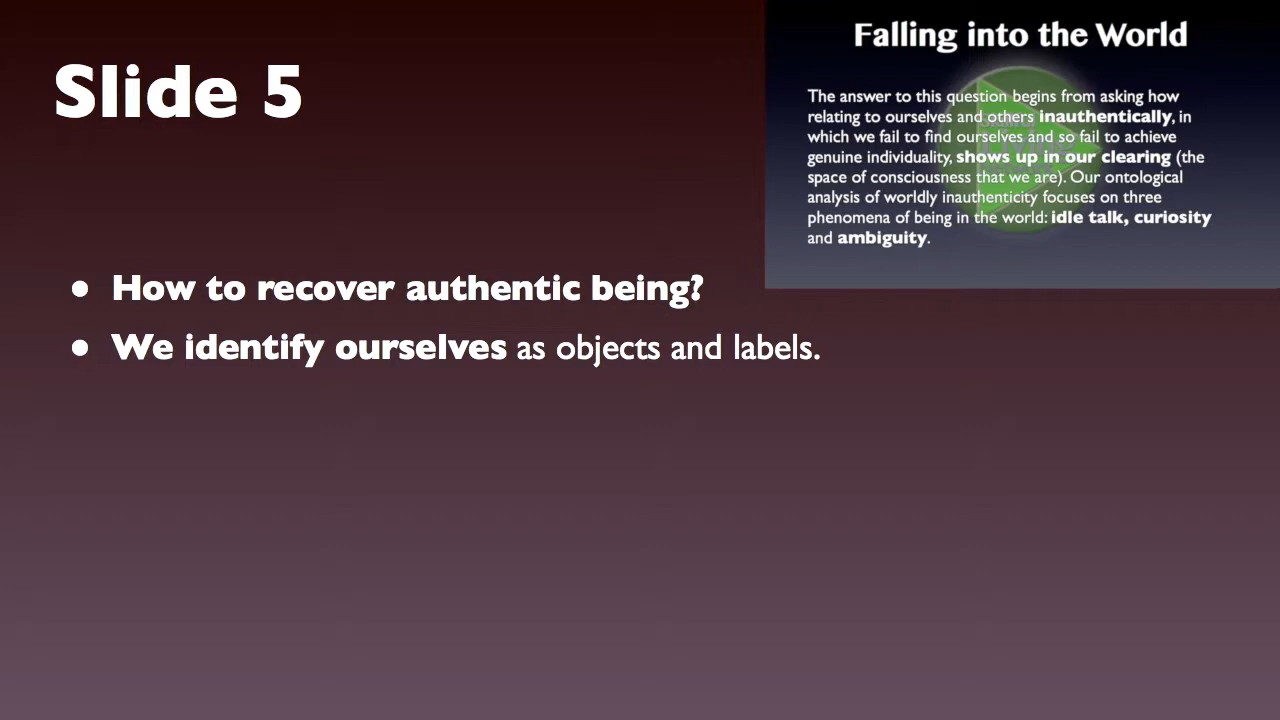 Slide 5
• How to recover authentic being?
• We identify ourselves as objects and labels.
Falling into the World
The answer to this question begins from asking how
relating to ourselves and others inauthentically, in
which we fail to find ourselves and so fail to achieve
genuine individuality, shows up in our clearing (the
space of consciousness that we are). Our ontological
analysis of worldly inauthenticity focuses on three
phenomena of being in the world: idle talk, curiosity
and ambiguity.